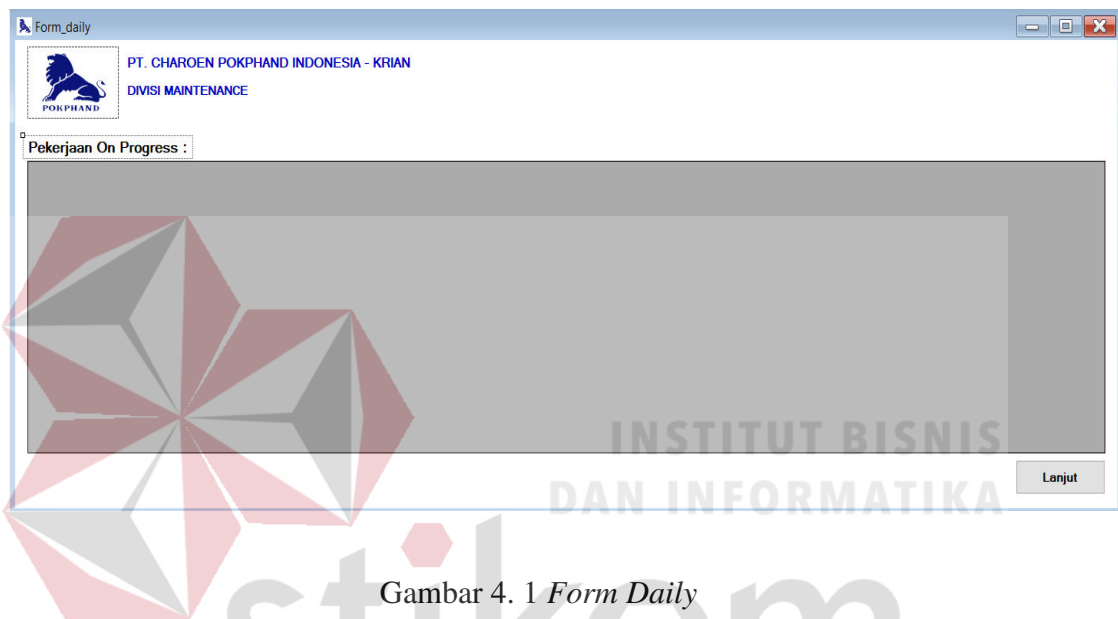 Form_daily
PT. CHAROEN POKPHAND INDONESIA - KRIAN
DIVISI MAINTENANCE
POKPHAND
Pekerjaan On Progress :
INSTITUT BISNIS
DAN INFORMATIKA
Lanjut
Gambar 4. 1 Form Daily
stikom